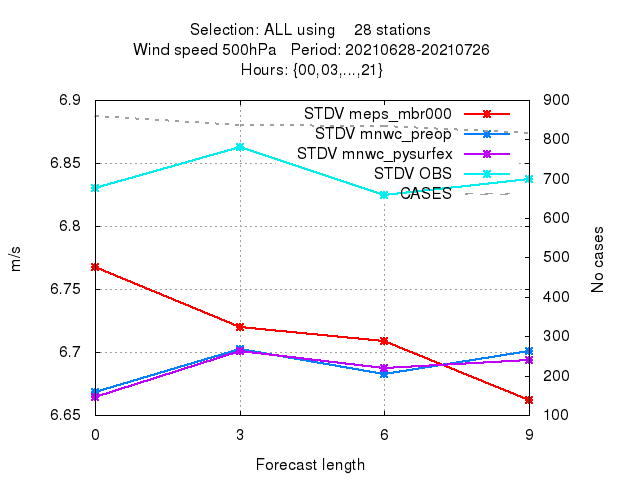 Selection: ALL using    28 stations
Wind speed 500hPa   Period: 20210628-20210726
Hours: {00,03,...,21}
6.9
6.85
6.8
6.75
6.7
6.65
900
800
700
600
500
400
300
200
100
STDV meps_mbr000
STDV mnwc_preop
STDV mnwc_pysurfex
STDV OBS
CASES
m/s
No cases
0 3 6 9
Forecast length